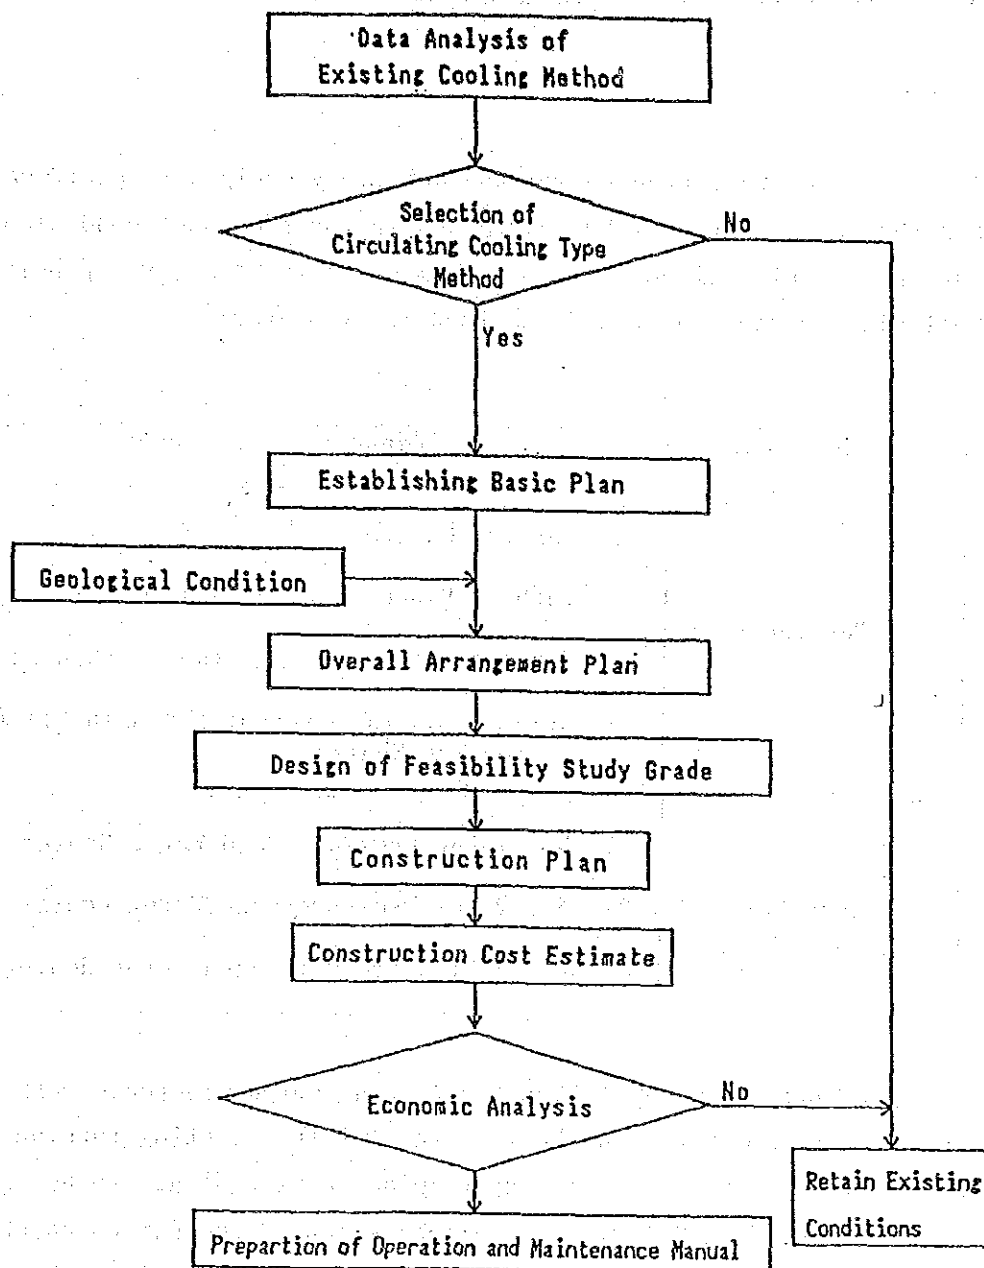 Data Analysis of
Existing Cooling Method
Selection of
Circulating Cooling Type
Method
No
Yes
Establishing Basic Plan
Geological Condition
Overall Arrangement Plan
Design of Feasibility Study Grade
Construction Plan
Construction Cost Estimate
Economic Analysis
No
Retain Existing
Conditions
Prepartion of Operation and Maintenance Manual